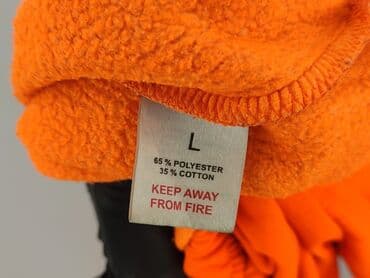 L
65 % POLYESTER
35 % COTTON
KEEP AWAY
FROM FIRE